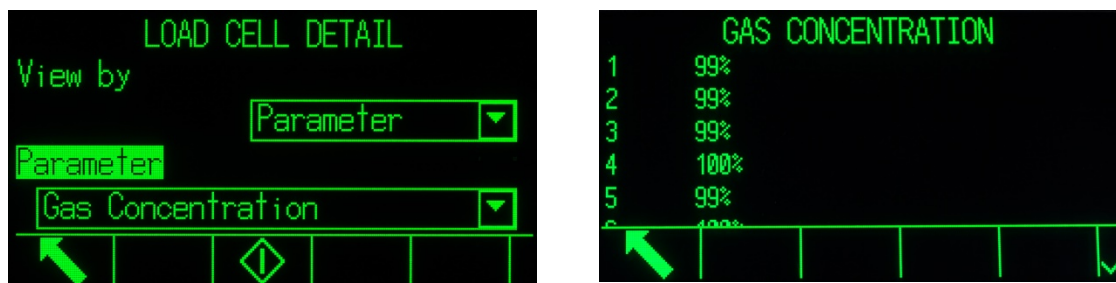 LOAD CELL DETAIL
View by
Parameter
Parameter
Gas Concentration
GAS CONCENTRATION
1 99%
2 99%
3 99%
4 100%
5 99%